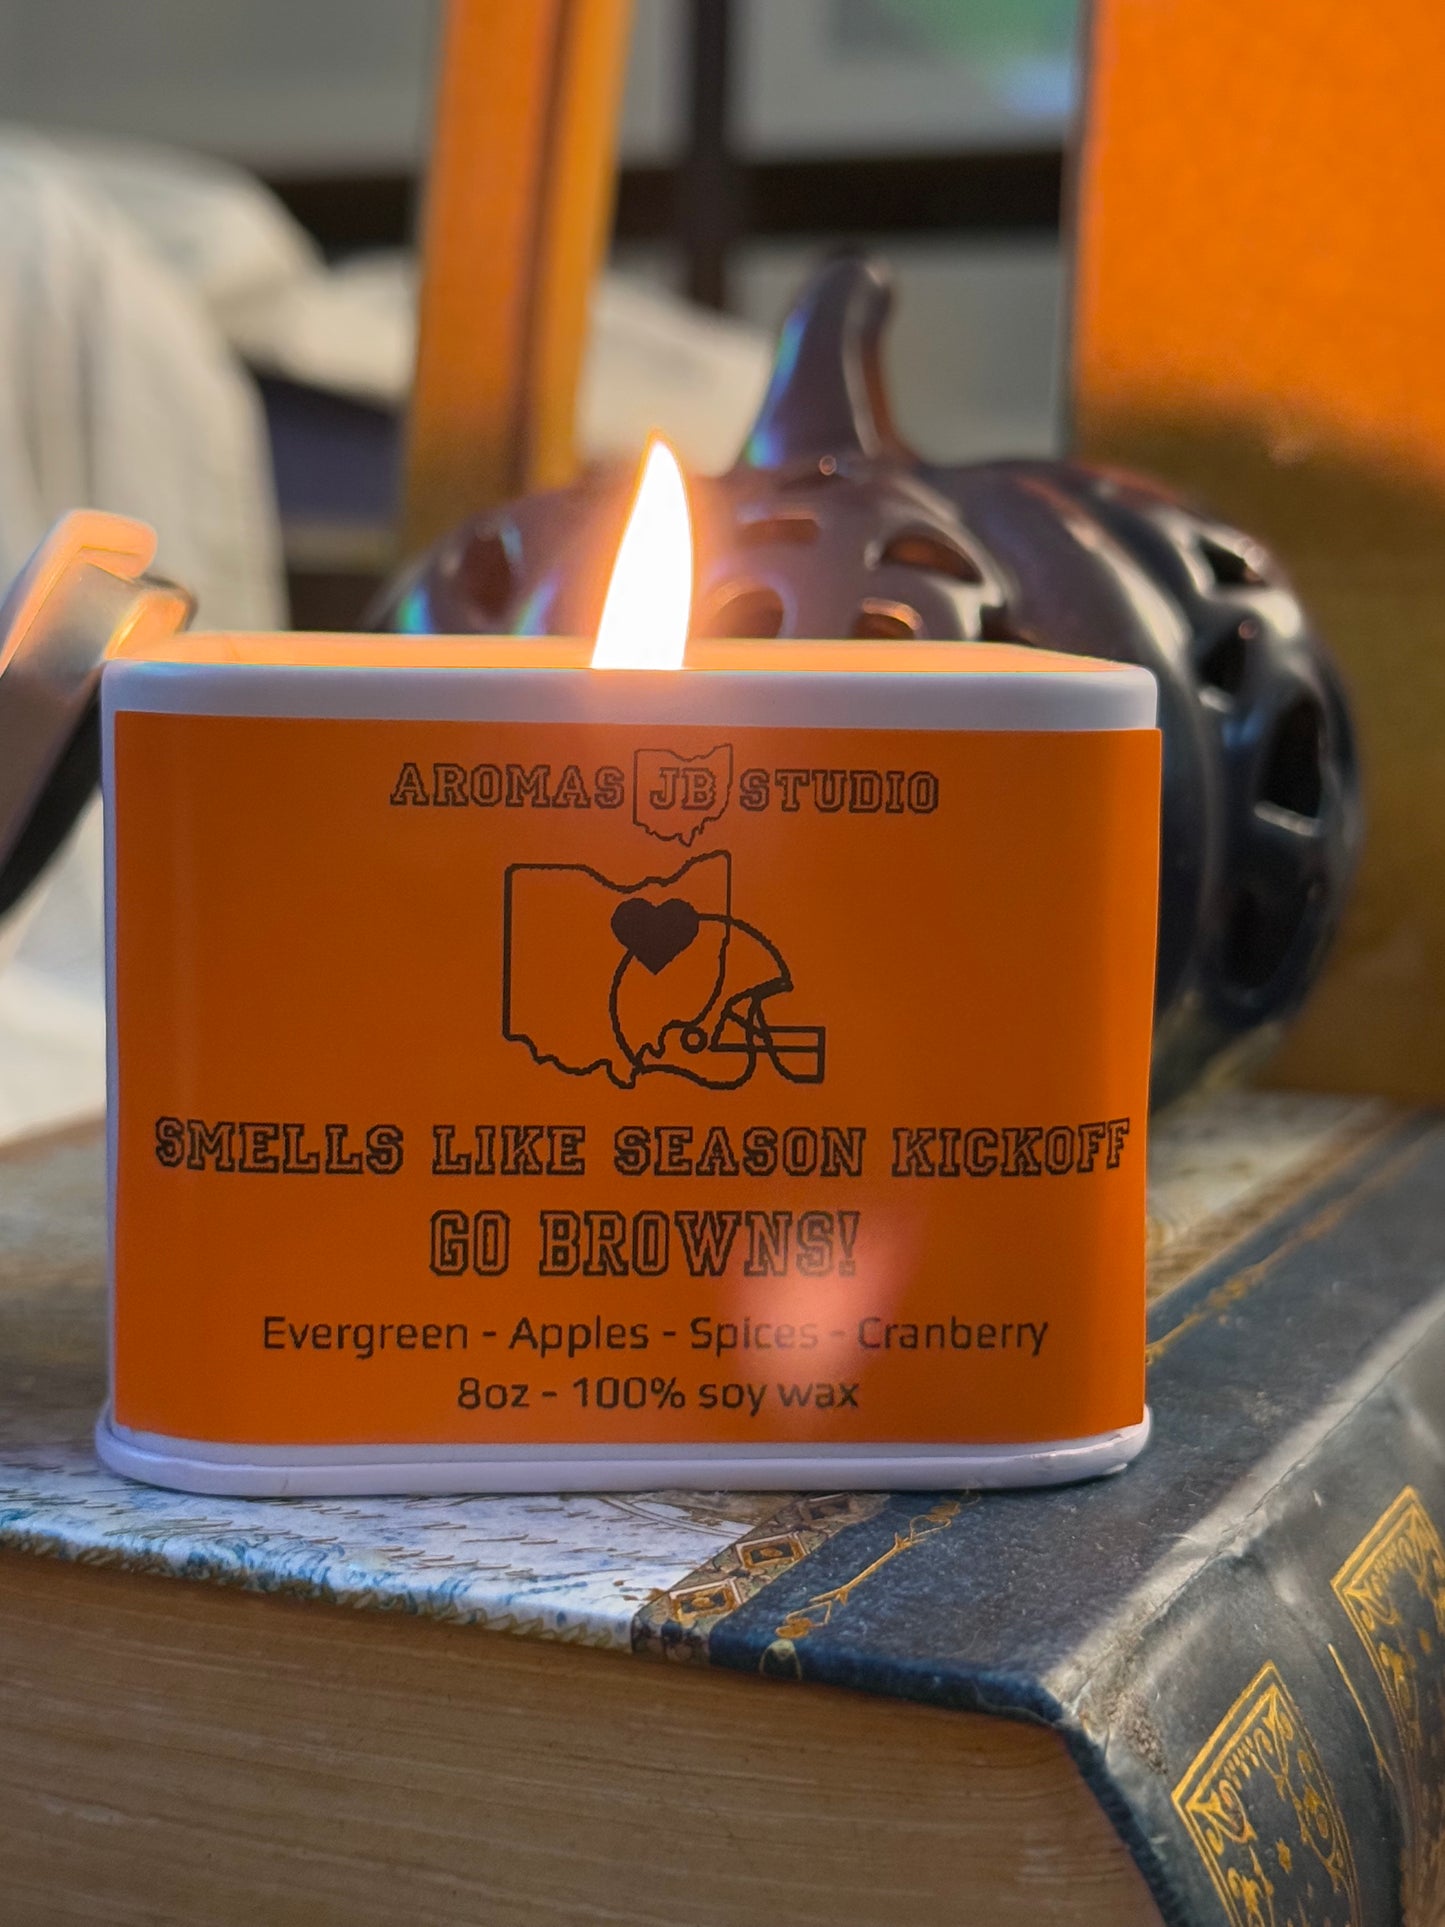 AROMAS JB STUDIO
SMELLS LIKE SEASON KICKOFF
GO BROWNS!
Evergreen - Apples - Spices - Cranberry
8oz - 100% soy wax